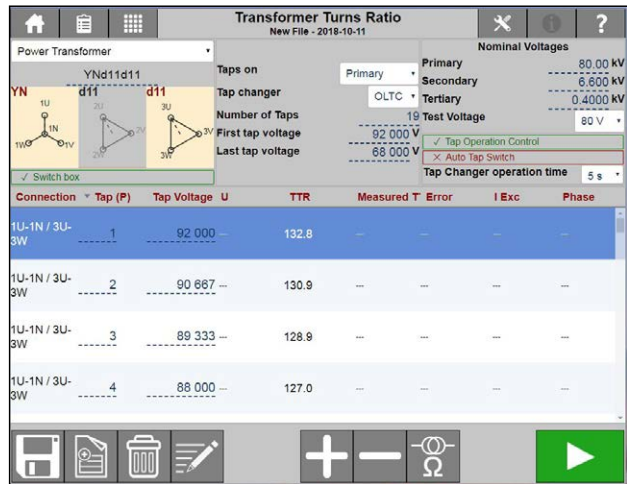 Transformer Turns Ratio
New File - 2018-10-11
?
Power Transformer
YNd11d11
YN d11 d11
1U 2U 3U
1N 2V 3V
1W 1V 2W 3W
✓ Switch box
Taps on Primary
Tap changer OLTC
Number of Taps 19
First tap voltage 92 000 V
Last tap voltage 68 000 V
Nominal Voltages
Primary 80.00 kV
Secondary 6.600 kV
Tertiary 0.4000 kV
Test Voltage 80 V
✓ Tap Operation Control
✕ Auto Tap Switch
Tap Changer operation time 5 s
Connection Tap (P) Tap Voltage U TTR Measured T Error I Exc Phase
1U-1N / 3U-3W 1 92 000 --- 132.8 --- --- --- ---
1U-1N / 3U-3W 2 90 667 --- 130.9 --- --- --- ---
1U-1N / 3U-3W 3 89 333 --- 128.9 --- --- --- ---
1U-1N / 3U-3W 4 88 000 --- 127.0 --- --- --- ---
Ω